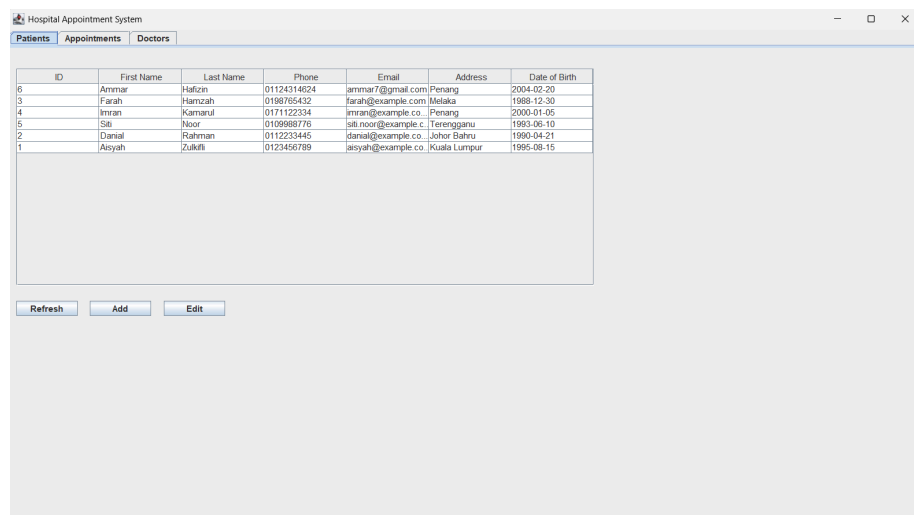 Hospital Appointment System
Patients Appointments Doctors
ID First Name Last Name Phone Email Address Date of Birth
6 Ammar Hafizin 01124314624 ammar7@gmail.com Penang 2004-02-20
3 Farah Hamzah 0198765432 farah@example.com Melaka 1988-12-30
4 Imran Kamarul 0171122334 imran@example.co... Penang 2000-01-05
5 Siti Noor 0109988776 siti.noor@example.c... Terengganu 1993-06-10
2 Danial Rahman 0112233445 danial@example.co... Johor Bahru 1990-04-21
1 Aisyah Zulkifli 0123456789 aisyah@example.co... Kuala Lumpur 1995-08-15
Refresh Add Edit